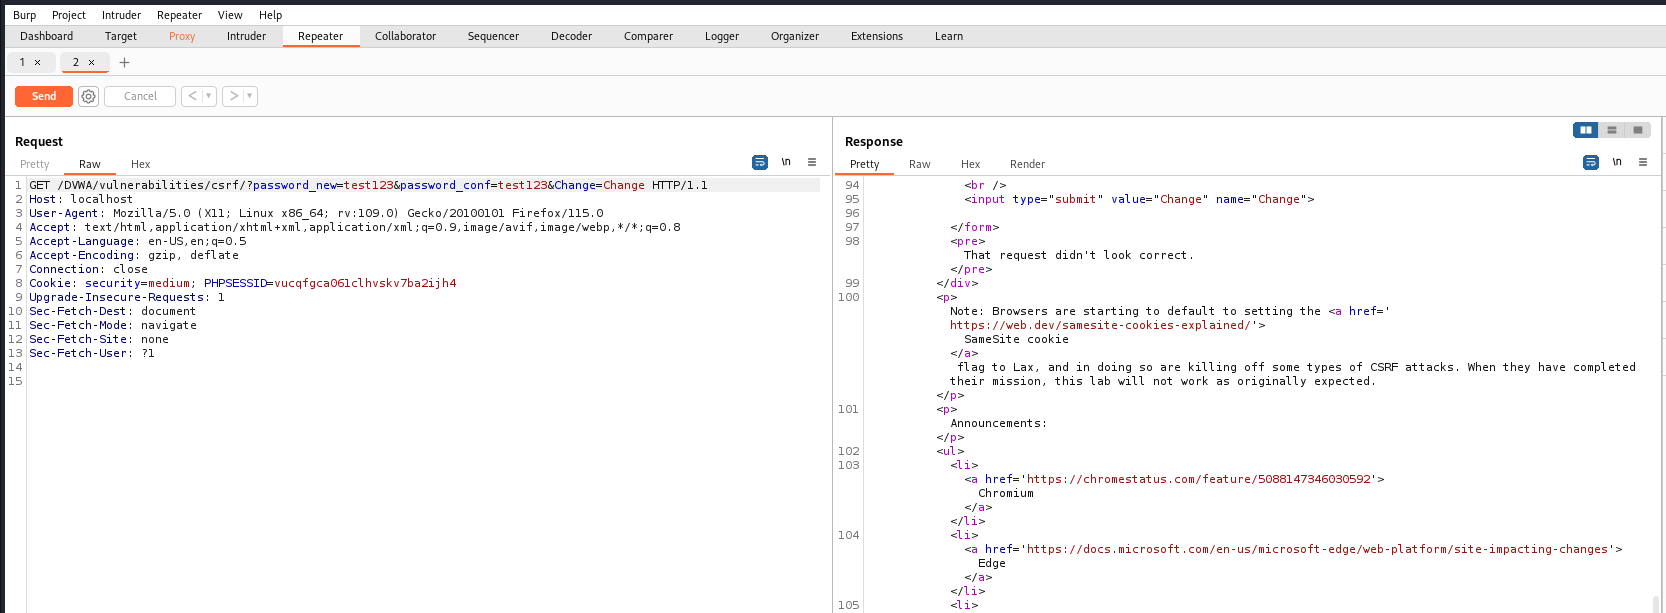 Burp Project Intruder Repeater View Help
Dashboard Target Proxy Intruder Repeater Collaborator Sequencer Decoder Comparer Logger Organizer Extensions Learn
1 × 2 × +
Send Cancel < >
Request
Pretty Raw Hex \n
1 GET /DVWA/vulnerabilities/csrf/?password_new=test123&password_conf=test123&Change=Change HTTP/1.1
2 Host: localhost
3 User-Agent: Mozilla/5.0 (X11; Linux x86_64; rv:109.0) Gecko/20100101 Firefox/115.0
4 Accept: text/html,application/xhtml+xml,application/xml;q=0.9,image/avif,image/webp,*/*;q=0.8
5 Accept-Language: en-US,en;q=0.5
6 Accept-Encoding: gzip, deflate
7 Connection: close
8 Cookie: security=medium; PHPSESSID=vucqfgca061clhvskv7ba2ijh4
9 Upgrade-Insecure-Requests: 1
10 Sec-Fetch-Dest: document
11 Sec-Fetch-Mode: navigate
12 Sec-Fetch-Site: none
13 Sec-Fetch-User: ?1
14
15
Response
Pretty Raw Hex Render \n
94 <br />
95 <input type="submit" value="Change" name="Change">
96
97 </form>
98 <pre>
That request didn't look correct.
</pre>
99 </div>
100 <p>
Note: Browsers are starting to default to setting the <a href='
https://web.dev/samesite-cookies-explained/'>
SameSite cookie
</a>
flag to Lax, and in doing so are killing off some types of CSRF attacks. When they have completed
their mission, this lab will not work as originally expected.
</p>
101 <p>
Announcements:
</p>
102 <ul>
103 <li>
<a href='https://chromestatus.com/feature/5088147346030592'>
Chromium
</a>
</li>
104 <li>
<a href='https://docs.microsoft.com/en-us/microsoft-edge/web-platform/site-impacting-changes'>
Edge
</a>
</li>
105 <li>